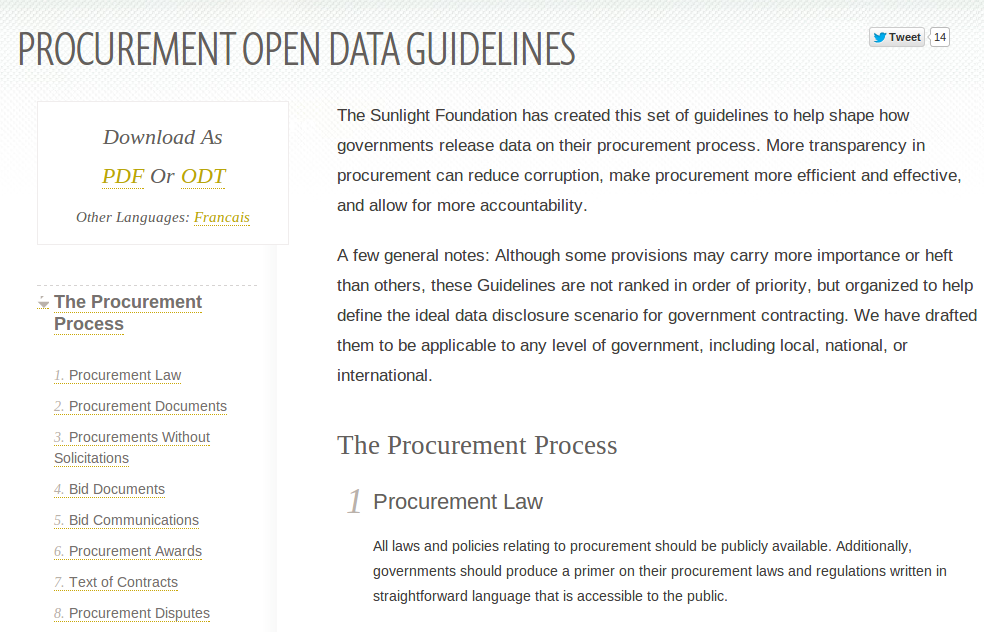 PROCUREMENT OPEN DATA GUIDELINES
Tweet 14
Download As
PDF Or ODT
Other Languages: Francais
The Procurement
Process
1. Procurement Law
2. Procurement Documents
3. Procurements Without
Solicitations
4. Bid Documents
5. Bid Communications
6. Procurement Awards
7. Text of Contracts
8. Procurement Disputes
The Sunlight Foundation has created this set of guidelines to help shape how
governments release data on their procurement process. More transparency in
procurement can reduce corruption, make procurement more efficient and effective,
and allow for more accountability.
A few general notes: Although some provisions may carry more importance or heft
than others, these Guidelines are not ranked in order of priority, but organized to help
define the ideal data disclosure scenario for government contracting. We have drafted
them to be applicable to any level of government, including local, national, or
international.
The Procurement Process
1 Procurement Law
All laws and policies relating to procurement should be publicly available. Additionally,
governments should produce a primer on their procurement laws and regulations written in
straightforward language that is accessible to the public.